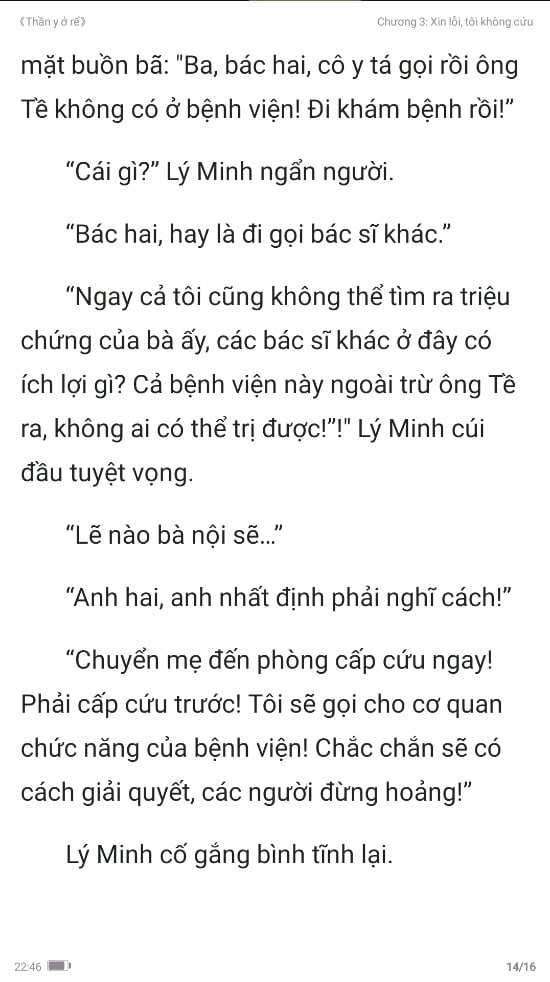 《Thần y ở rể》
Chương 3: Xin lỗi, tôi không cứu
mặt buồn bã: "Ba, bác hai, cô y tá gọi rồi ông
Tề không có ở bệnh viện! Đi khám bệnh rồi!”
“Cái gì?” Lý Minh ngẩn người.
“Bác hai, hay là đi gọi bác sĩ khác.”
“Ngay cả tôi cũng không thể tìm ra triệu
chứng của bà ấy, các bác sĩ khác ở đây có
ích lợi gì? Cả bệnh viện này ngoài trừ ông Tề
ra, không ai có thể trị được!”!" Lý Minh cúi
đầu tuyệt vọng.
“Lẽ nào bà nội sẽ...”
“Anh hai, anh nhất định phải nghĩ cách!”
“Chuyển mẹ đến phòng cấp cứu ngay!
Phải cấp cứu trước! Tôi sẽ gọi cho cơ quan
chức năng của bệnh viện! Chắc chắn sẽ có
cách giải quyết, các người đừng hoảng!”
Lý Minh cố gắng bình tĩnh lại.
22:46
14/16